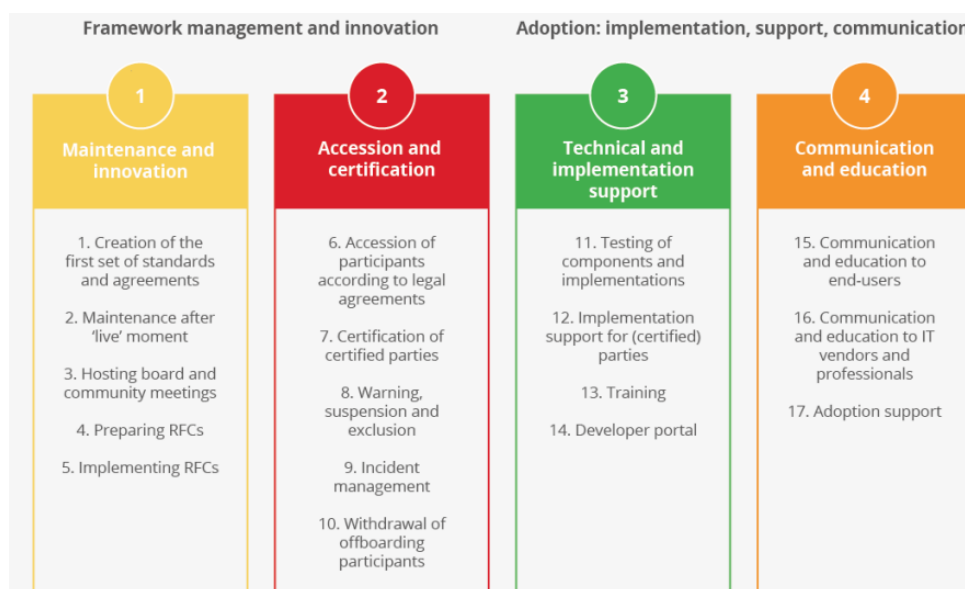 Framework management and innovation
Adoption: implementation, support, communication
1
Maintenance and
innovation
1. Creation of the
first set of standards
and agreements
2. Maintenance after
‘live’ moment
3. Hosting board and
community meetings
4. Preparing RFCs
5. Implementing RFCs
2
Accession and
certification
6. Accession of
participants
according to legal
agreements
7. Certification of
certified parties
8. Warning,
suspension and
exclusion
9. Incident
management
10. Withdrawal of
offboarding
participants
3
Technical and
implementation
support
11. Testing of
components and
implementations
12. Implementation
support for (certified)
parties
13. Training
14. Developer portal
4
Communication
and education
15. Communication
and education to
end-users
16. Communication
and education to IT
vendors and
professionals
17. Adoption support